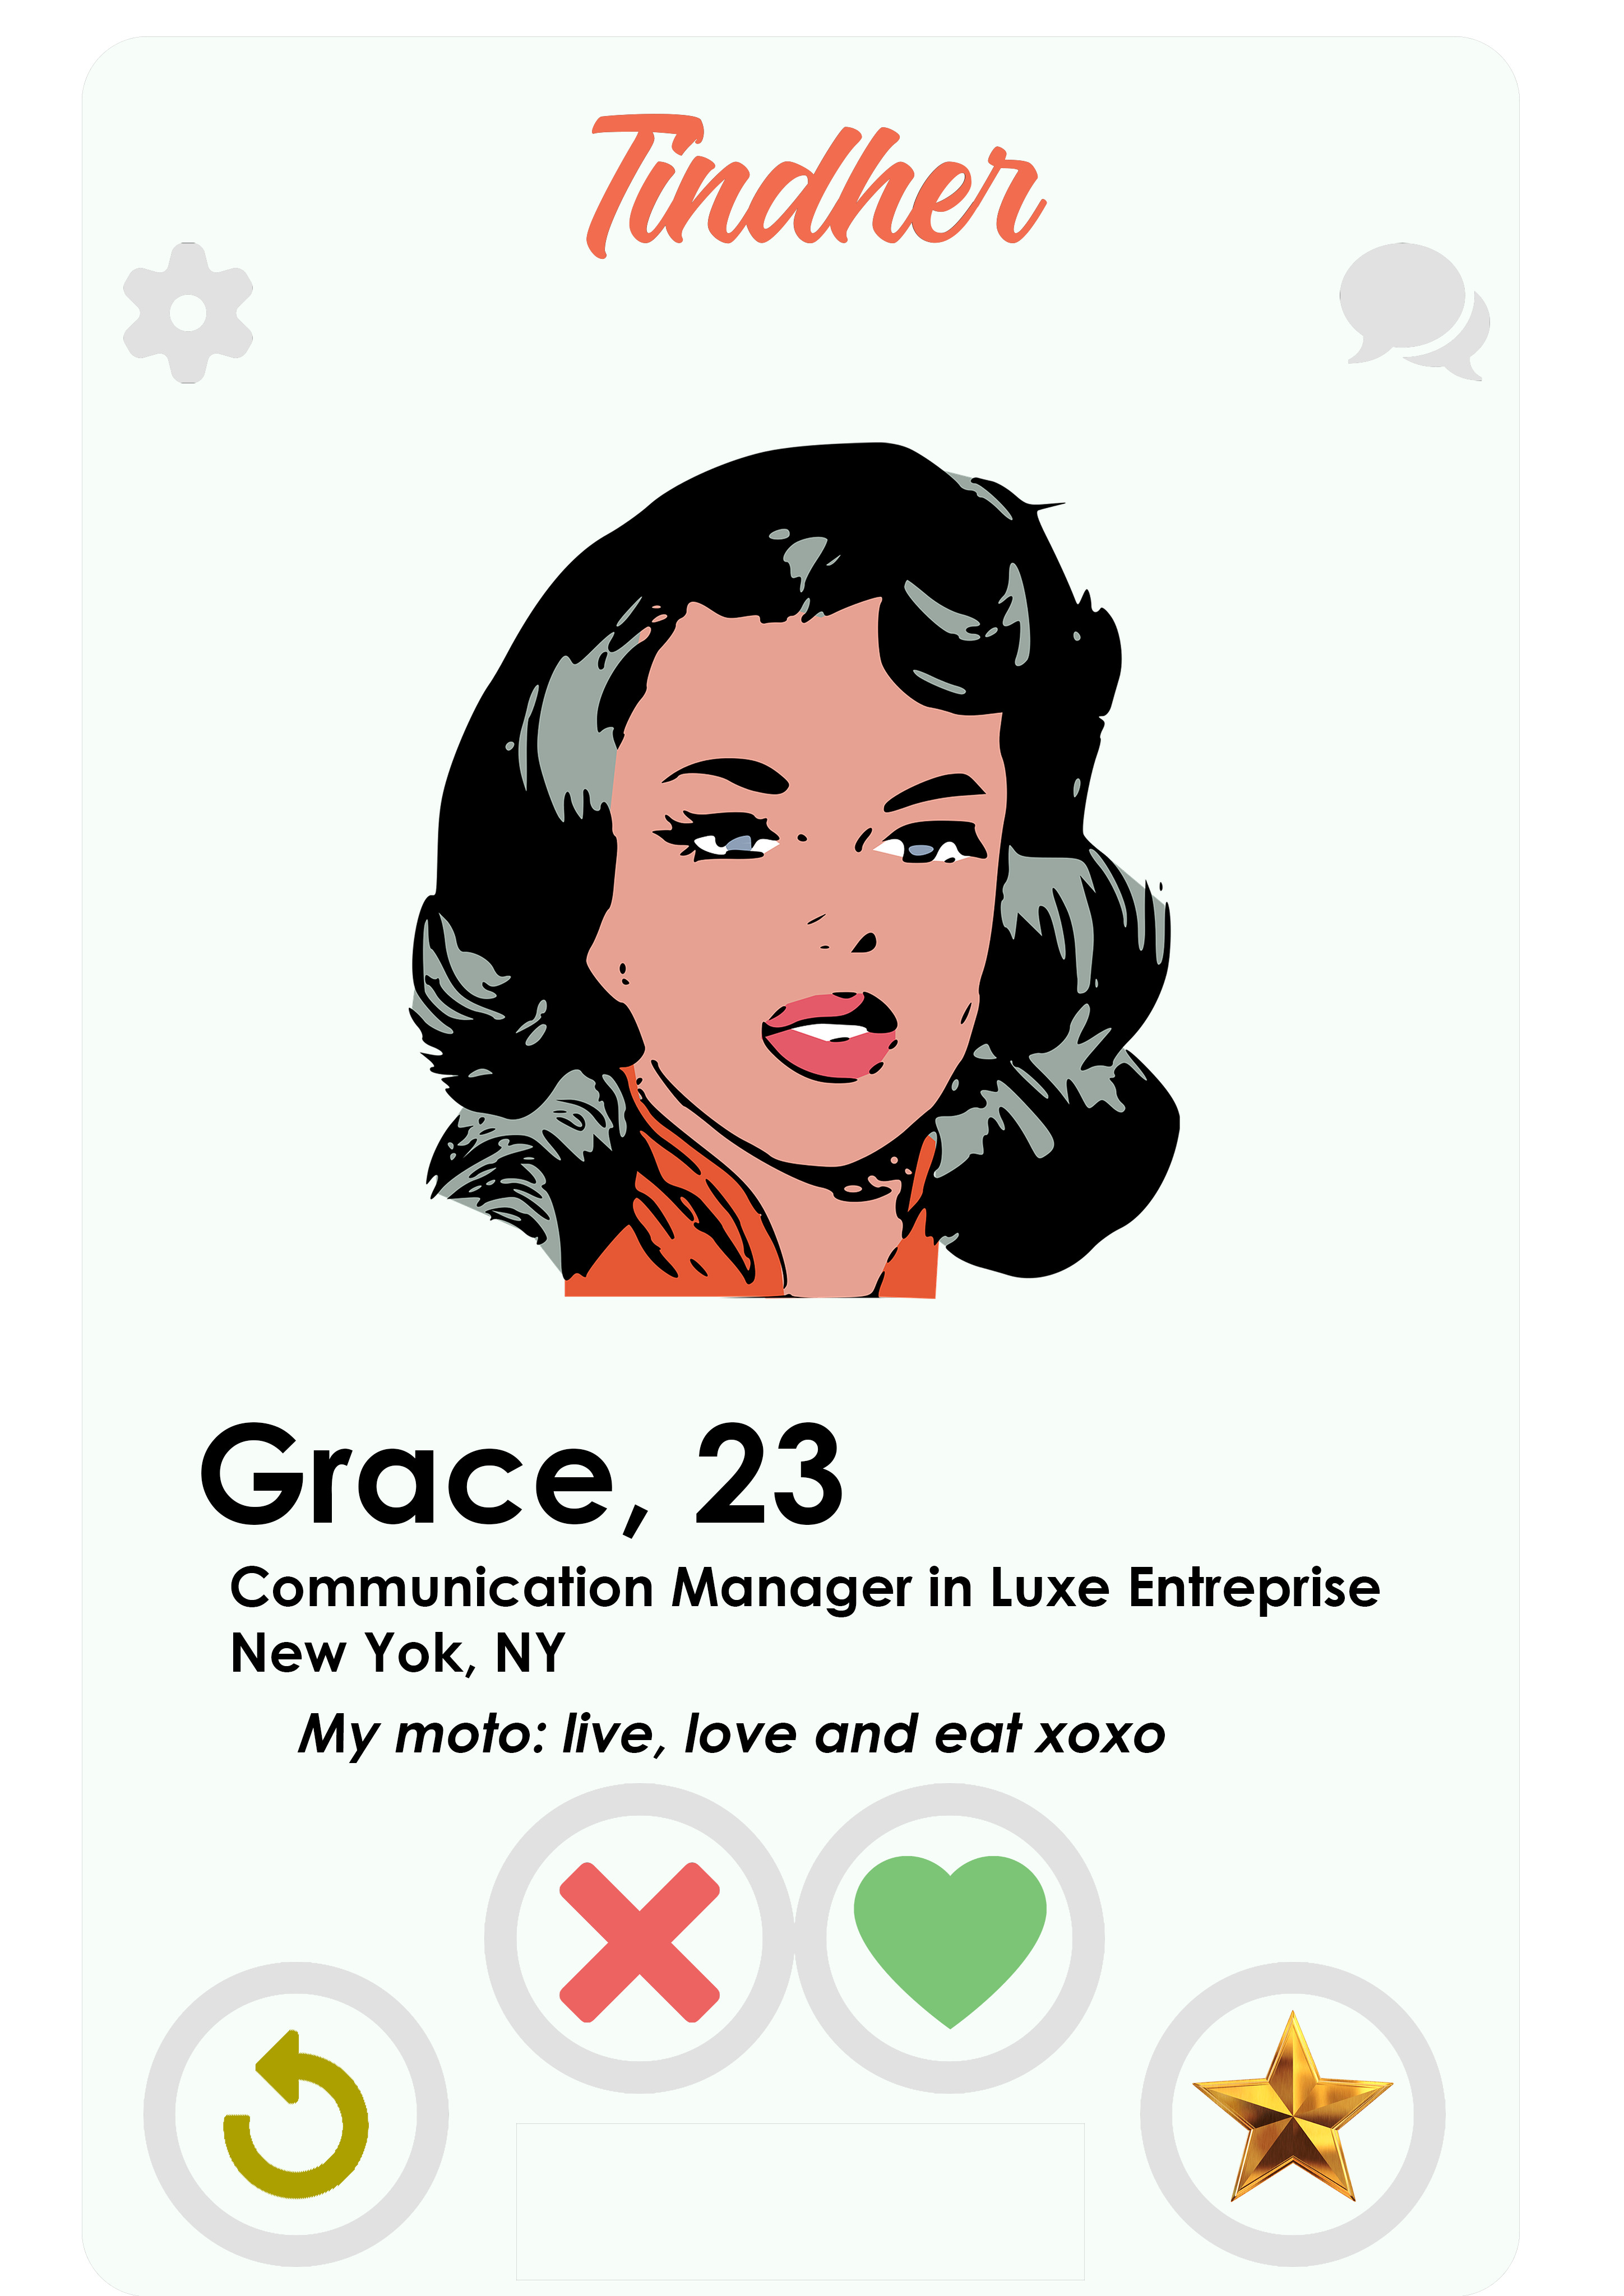 Tindher
Grace, 23
Communication Manager in Luxe Entreprise
New Yok, NY
My moto: live, love and eat xoxo